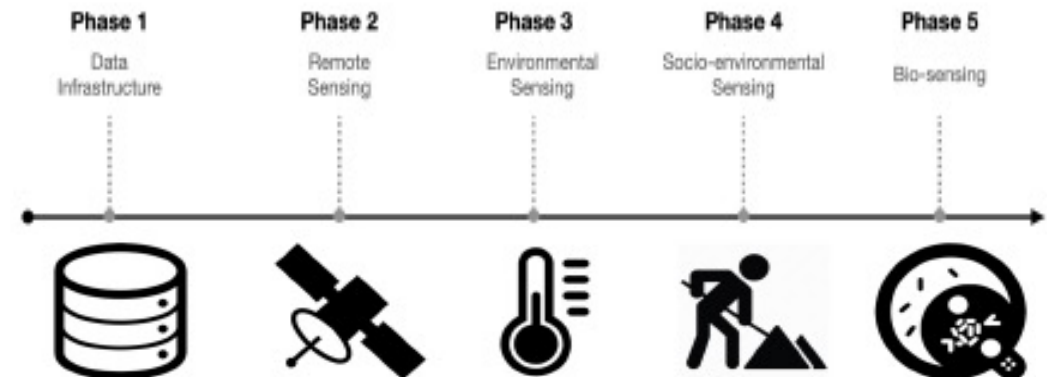 Phase 1
Data
Infrastructure
Phase 2
Remote
Sensing
Phase 3
Environmental
Sensing
Phase 4
Socio-environmental
Sensing
Phase 5
Bio-sensing